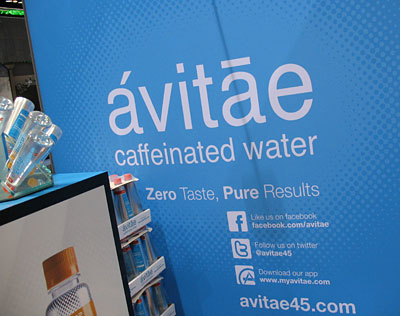 ávitāe
caffeinated water
Zero Taste, Pure Results
Like us on facebook
facebook.com/avitae
Follow us on twitter
@avitae45
Download our app
www.myavitae.com
avitae45.com